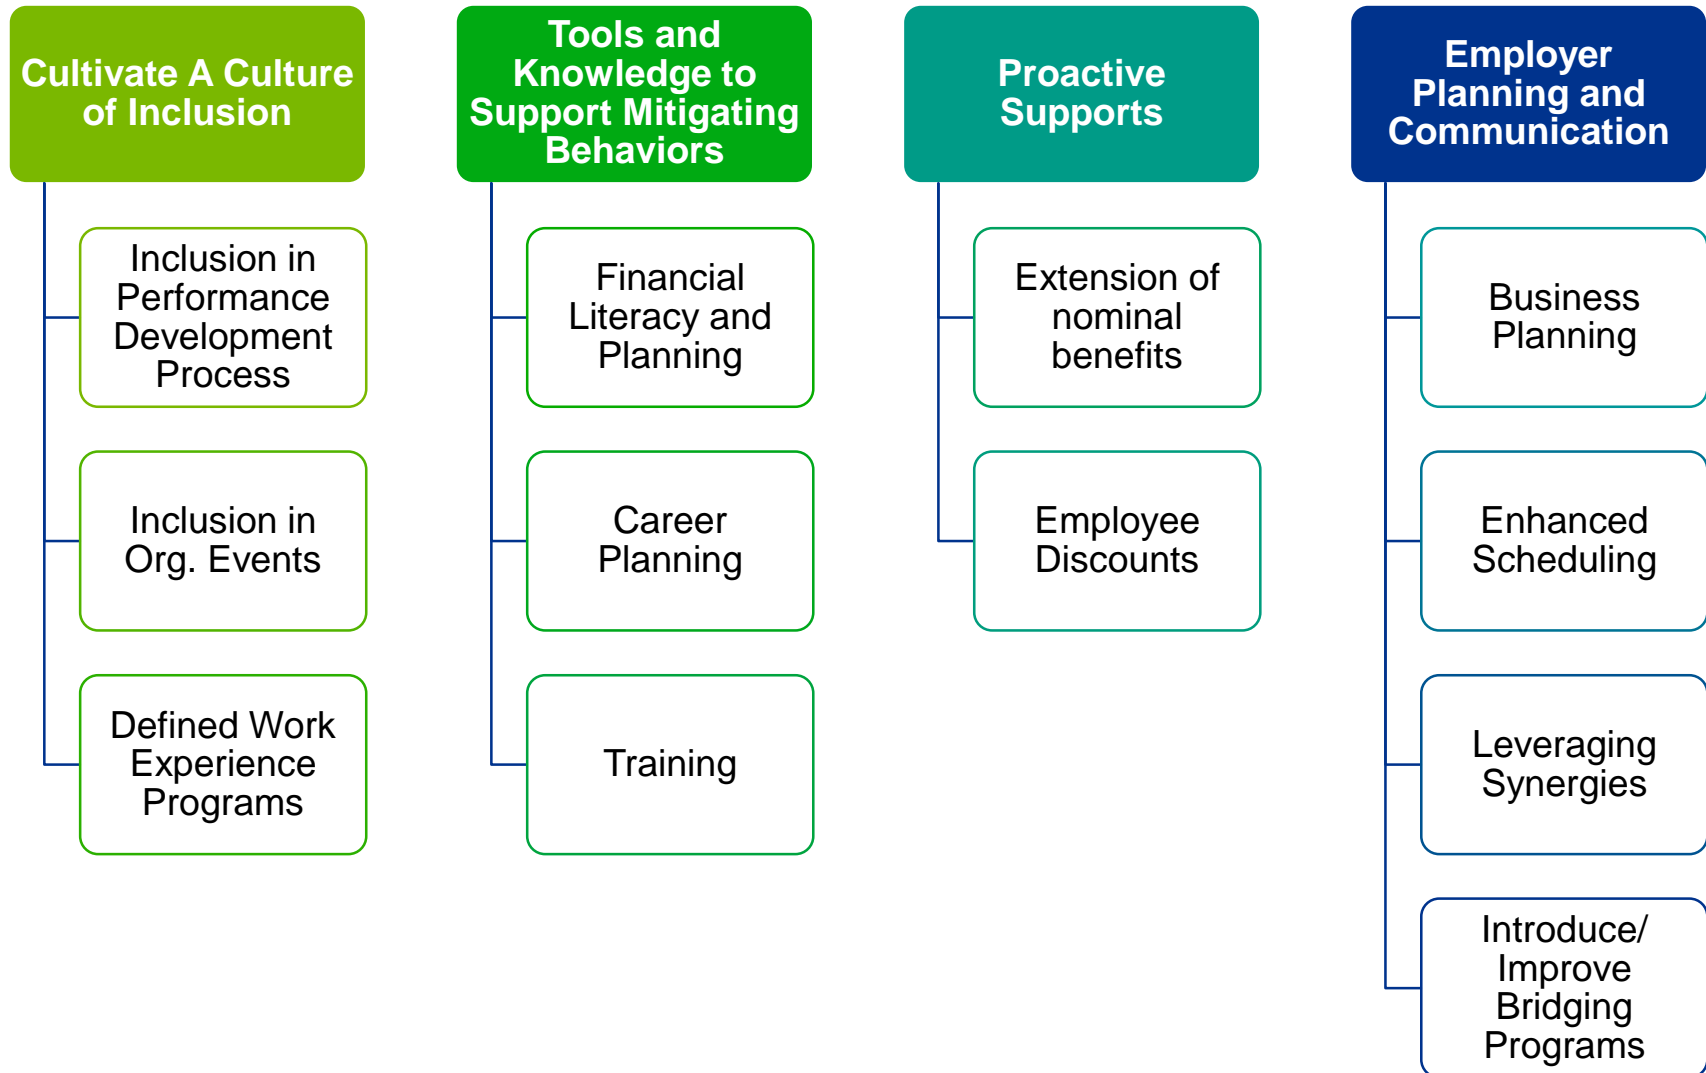 Cultivate A Culture
of Inclusion
Inclusion in
Performance
Development
Process
Inclusion in
Org. Events
Defined Work
Experience
Programs
Tools and
Knowledge to
Support Mitigating
Behaviors
Financial
Literacy and
Planning
Career
Planning
Training
Proactive
Supports
Extension of
nominal
benefits
Employee
Discounts
Employer
Planning and
Communication
Business
Planning
Enhanced
Scheduling
Leveraging
Synergies
Introduce/
Improve
Bridging
Programs